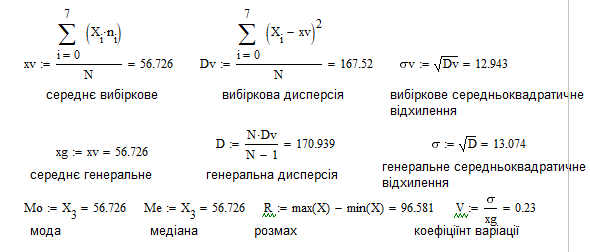 xv := (∑_{i = 0}^{7} (X_i·n_i)) / N = 56.726 Dv := (∑_{i = 0}^{7} (X_i − xv)^2) / N = 167.52 σv := √Dv = 12.943
середнє вибіркове вибіркова дисперсія вибіркове середньоквадратичне
відхилення
xg := xv = 56.726 D := (N·Dv) / (N − 1) = 170.939 σ := √D = 13.074
середнє генеральне генеральна дисперсія генеральне середньоквадратичне
відхилення
Mo := X_3 = 56.726 Me := X_3 = 56.726 R := max(X) − min(X) = 96.581 V := σ / xg = 0.23
мода медіана розмах коефіціїнт варіації